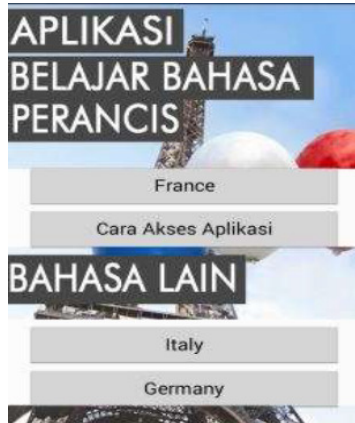 APLIKASI
BELAJAR BAHASA
PERANCIS
France
Cara Akses Aplikasi
BAHASA LAIN
Italy
Germany